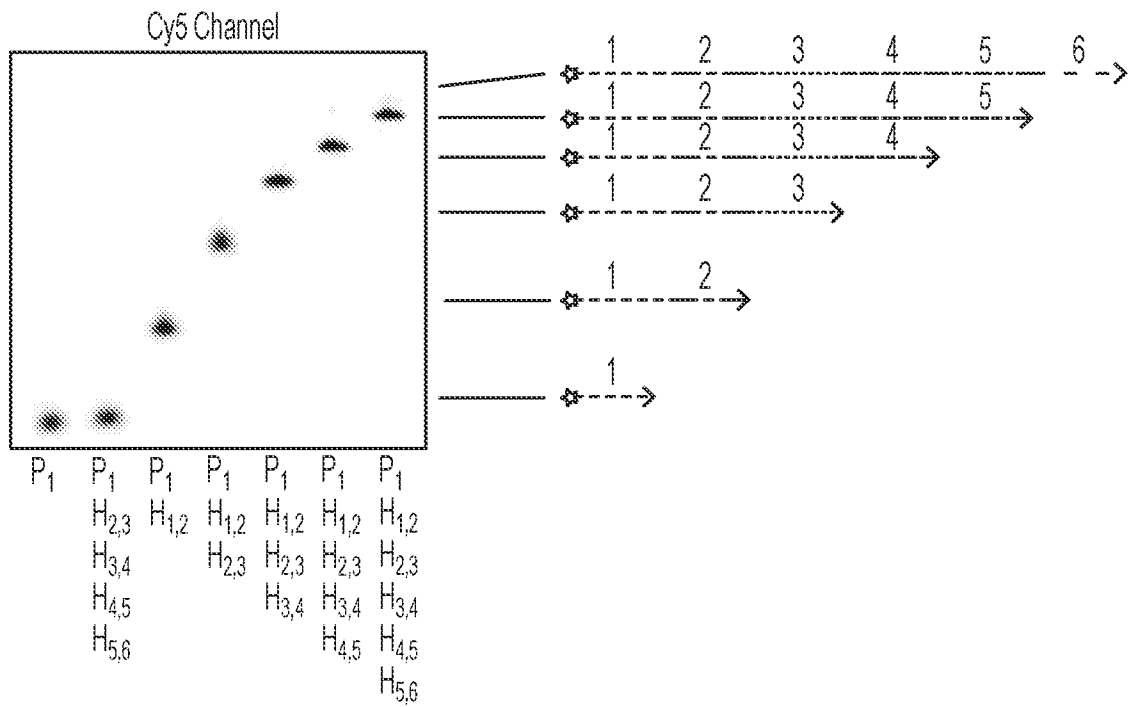 Cy5 Channel
1 2 3 4 5 6
1 2 3 4 5
1 2 3 4
1 2 3
1 2
1
P1 P1 P1 P1 P1 P1 P1
H2,3 H1,2 H1,2 H1,2 H1,2 H1,2
H3,4 H2,3 H2,3 H2,3 H2,3
H4,5 H3,4 H3,4 H3,4
H5,6 H4,5 H4,5
H5,6